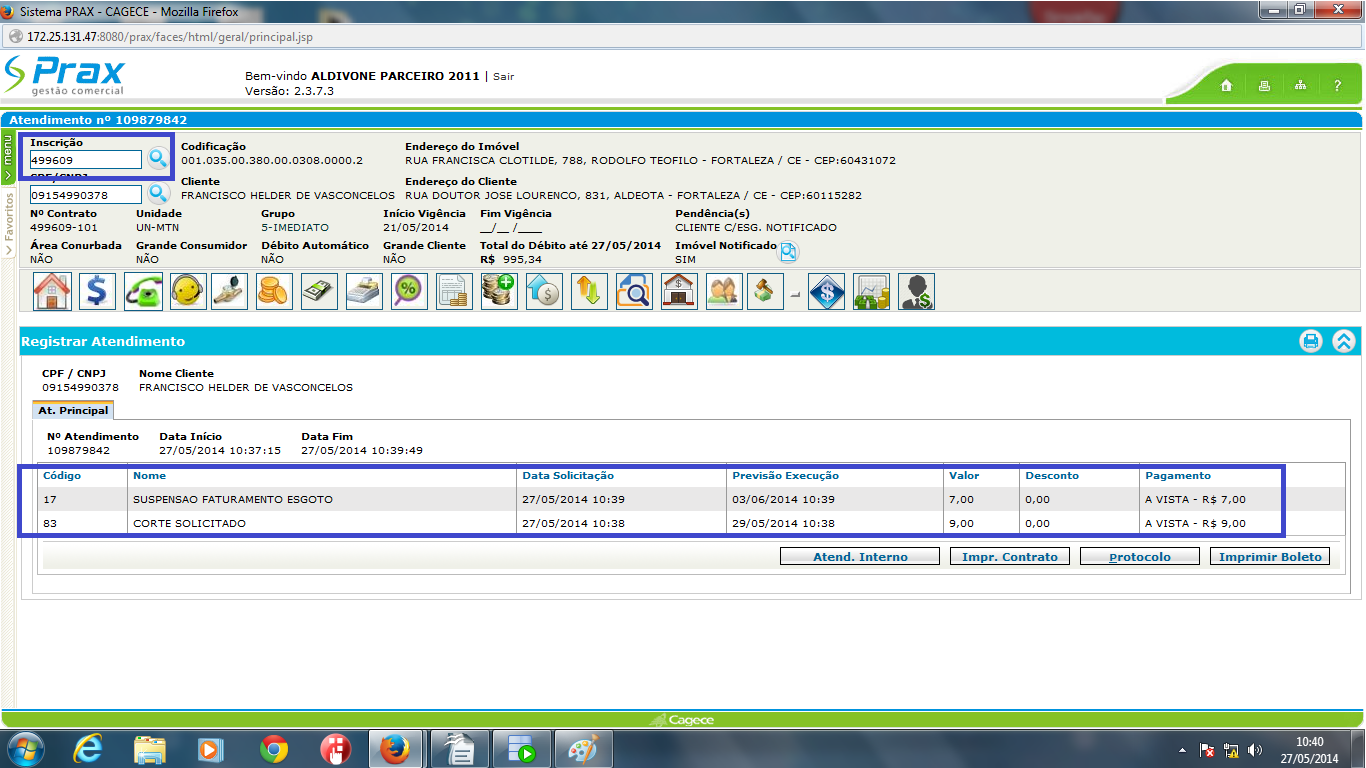 Sistema PRAX - CAGECE - Mozilla Firefox
172.25.131.47:8080/prax/faces/html/geral/principal.jsp
Prax
gestão comercial
Bem-vindo ALDIVONE PARCEIRO 2011 | Sair
Versão: 2.3.7.3
?
Atendimento nº 109879842
menu
Favoritos
Inscrição
499609
Codificação
001.035.00.380.00.0308.0000.2
Endereço do Imóvel
RUA FRANCISCA CLOTILDE, 788, RODOLFO TEOFILO - FORTALEZA / CE - CEP:60431072
CPF/CNPJ
09154990378
Cliente
FRANCISCO HELDER DE VASCONCELOS
Endereço do Cliente
RUA DOUTOR JOSE LOURENCO, 831, ALDEOTA - FORTALEZA / CE - CEP:60115282
Nº Contrato Unidade Grupo Início Vigência Fim Vigência Pendência(s)
499609-101 UN-MTN 5-IMEDIATO 21/05/2014 __/__ /____ CLIENTE C/ESG. NOTIFICADO
Área Conurbada Grande Consumidor Débito Automático Grande Cliente Total do Débito até 27/05/2014 Imóvel Notificado
NÃO NÃO NÃO NÃO R$ 995,34 SIM
Registrar Atendimento
CPF / CNPJ Nome Cliente
09154990378 FRANCISCO HELDER DE VASCONCELOS
At. Principal
Nº Atendimento Data Início Data Fim
109879842 27/05/2014 10:37:15 27/05/2014 10:39:49
Código Nome Data Solicitação Previsão Execução Valor Desconto Pagamento
17 SUSPENSAO FATURAMENTO ESGOTO 27/05/2014 10:39 03/06/2014 10:39 7,00 0,00 A VISTA - R$ 7,00
83 CORTE SOLICITADO 27/05/2014 10:38 29/05/2014 10:38 9,00 0,00 A VISTA - R$ 9,00
Atend. Interno Impr. Contrato Protocolo Imprimir Boleto
Cagece
10:40
27/05/2014